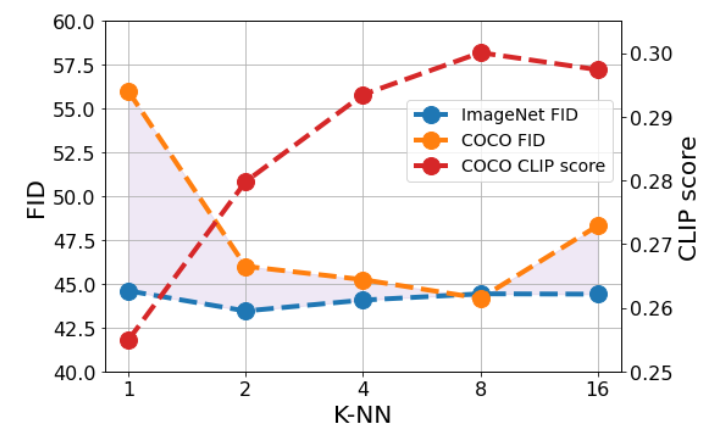 60.0
57.5
55.0
52.5
50.0
47.5
45.0
42.5
40.0
FID
0.30
0.29
0.28
0.27
0.26
0.25
CLIP score
ImageNet FID
COCO FID
COCO CLIP score
1 2 4 8 16
K-NN